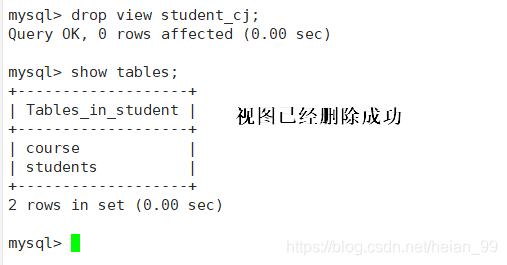 mysql> drop view student_cj;
Query OK, 0 rows affected (0.00 sec)
mysql> show tables;
+-------------------+
| Tables_in_student |
+-------------------+
| course            |
| students          |
+-------------------+
视图已经删除成功
2 rows in set (0.00 sec)
mysql>
https://blog.csdn.net/heian_99